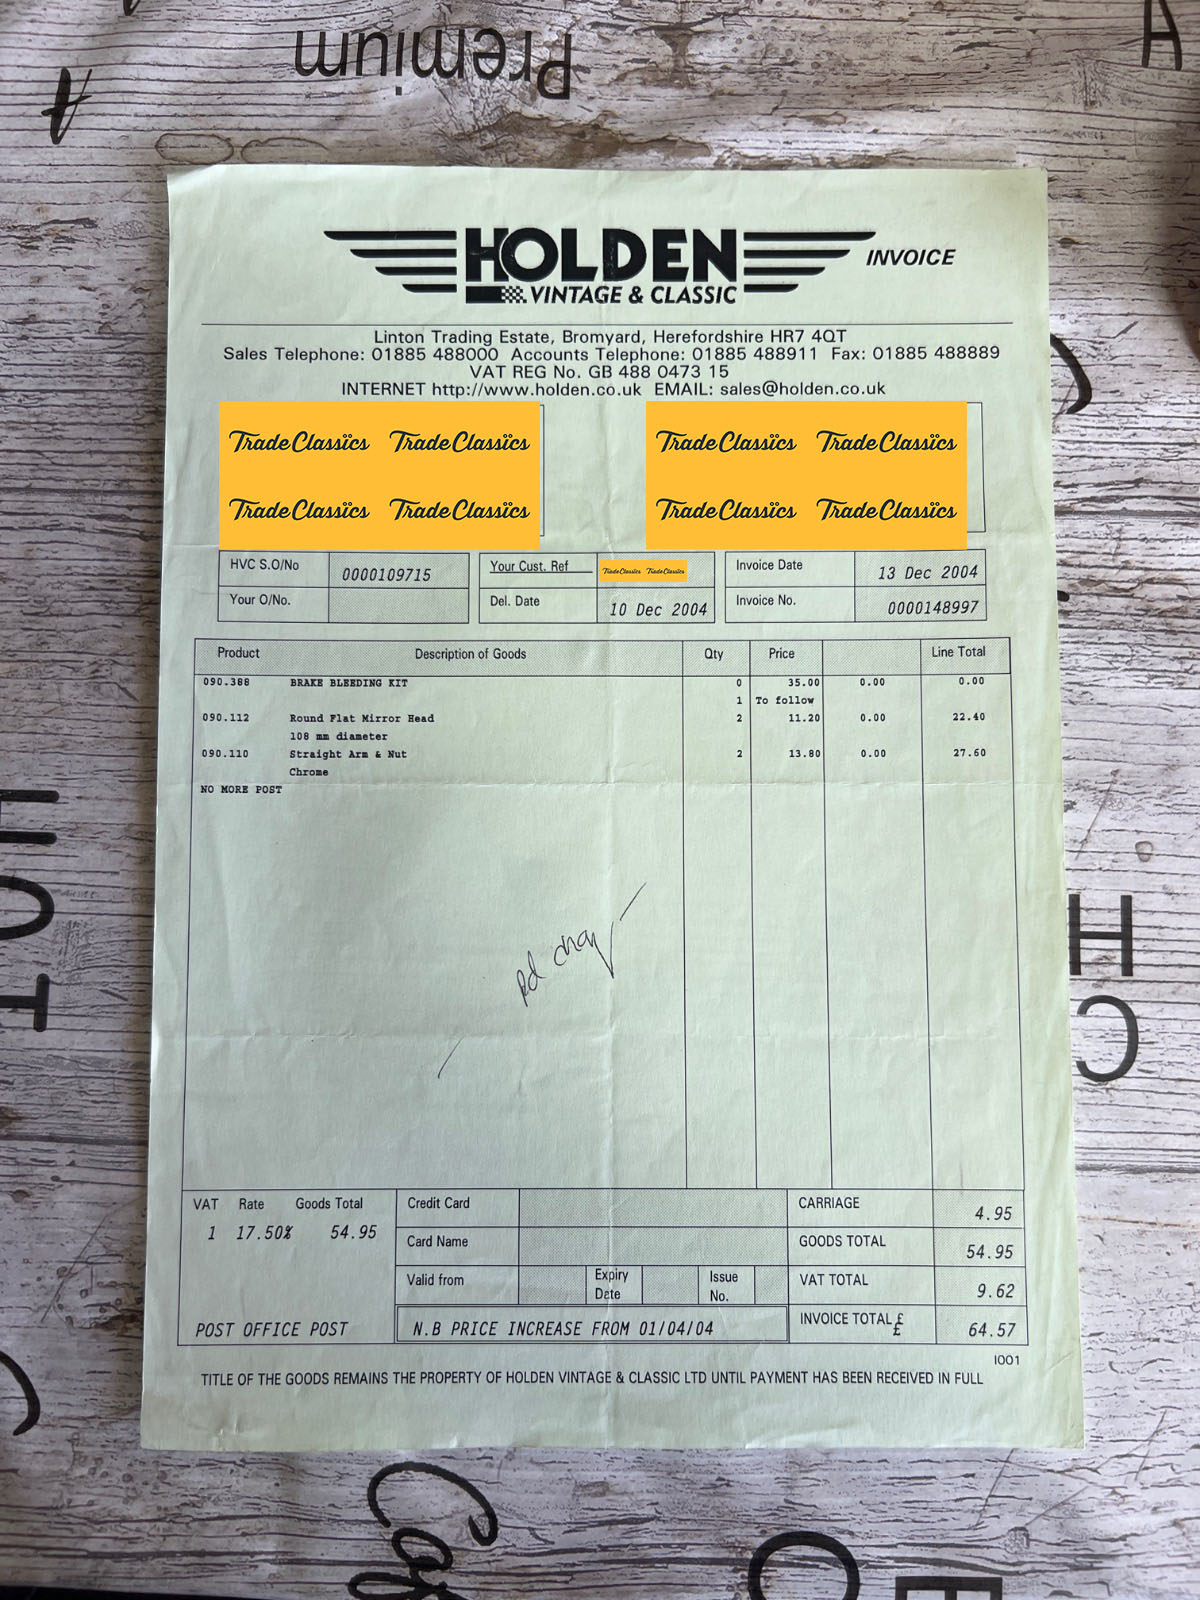 Premium
A
HOLDEN
VINTAGE & CLASSIC
INVOICE
Linton Trading Estate, Bromyard, Herefordshire HR7 4QT
Sales Telephone: 01885 488000 Accounts Telephone: 01885 488911 Fax: 01885 488889
VAT REG No. GB 488 0473 15
INTERNET http://www.holden.co.uk EMAIL: sales@holden.co.uk
Trade Classics Trade Classics Trade Classics Trade Classics
Trade Classics Trade Classics Trade Classics Trade Classics
HVC S.O/No 0000109715 Your Cust. Ref Trade Classics Trade Classics Invoice Date 13 Dec 2004
Your O/No. Del. Date 10 Dec 2004 Invoice No. 0000148997
Product Description of Goods Qty Price Line Total
090.388 BRAKE BLEEDING KIT 0 35.00 0.00 0.00
1 To follow
090.112 Round Flat Mirror Head 2 11.20 0.00 22.40
108 mm diameter
090.110 Straight Arm & Nut 2 13.80 0.00 27.60
Chrome
NO MORE POST
HOT
HC
VAT Rate Goods Total Credit Card CARRIAGE 4.95
1 17.50% 54.95 Card Name GOODS TOTAL 54.95
Valid from Expiry Date Issue No. VAT TOTAL 9.62
POST OFFICE POST N.B PRICE INCREASE FROM 01/04/04 INVOICE TOTAL £ £ 64.57
I001
TITLE OF THE GOODS REMAINS THE PROPERTY OF HOLDEN VINTAGE & CLASSIC LTD UNTIL PAYMENT HAS BEEN RECEIVED IN FULL